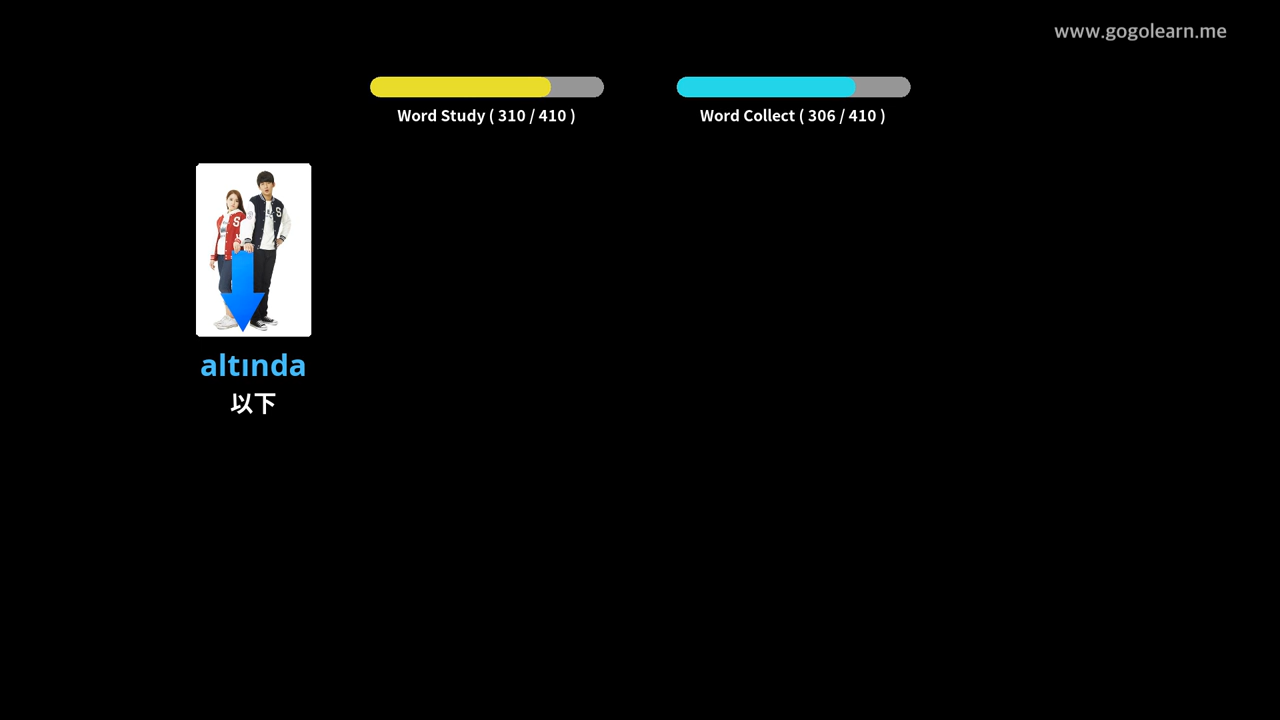 www.gogolearn.me
Word Study ( 310 / 410 )
Word Collect ( 306 / 410 )
S
S
altında
以下